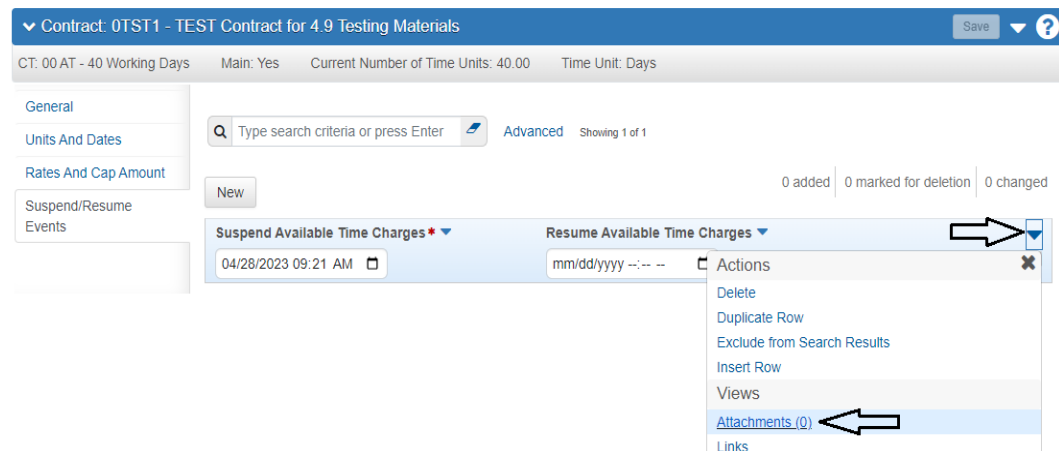 Contract: 0TST1 - TEST Contract for 4.9 Testing Materials Save ?
CT: 00 AT - 40 Working Days Main: Yes Current Number of Time Units: 40.00 Time Unit: Days
General
Units And Dates
Rates And Cap Amount
Suspend/Resume
Events
Type search criteria or press Enter Advanced Showing 1 of 1
New 0 added 0 marked for deletion 0 changed
Suspend Available Time Charges* Resume Available Time Charges
04/28/2023 09:21 AM mm/dd/yyyy --:-- --
Actions
Delete
Duplicate Row
Exclude from Search Results
Insert Row
Views
Attachments (0)
Links